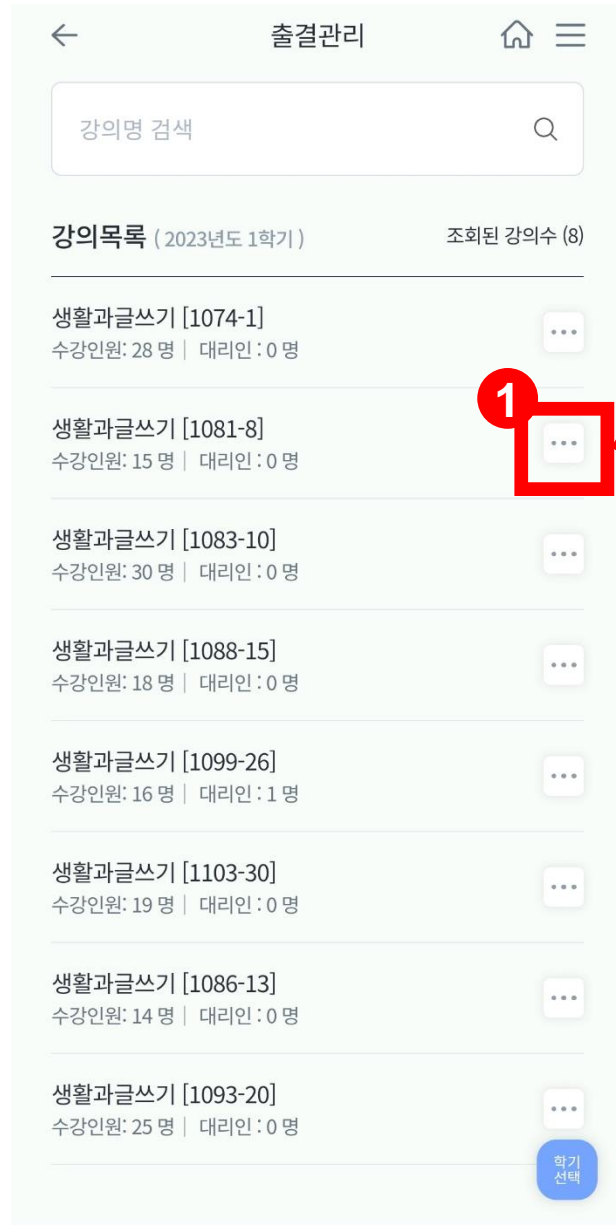 출결관리
강의명 검색
강의목록 ( 2023년도 1학기 ) 조회된 강의수 (8)
생활과글쓰기 [1074-1]
수강인원: 28 명 | 대리인 : 0 명
1
생활과글쓰기 [1081-8]
수강인원: 15 명 | 대리인 : 0 명
생활과글쓰기 [1083-10]
수강인원: 30 명 | 대리인 : 0 명
생활과글쓰기 [1088-15]
수강인원: 18 명 | 대리인 : 0 명
생활과글쓰기 [1099-26]
수강인원: 16 명 | 대리인 : 1 명
생활과글쓰기 [1103-30]
수강인원: 19 명 | 대리인 : 0 명
생활과글쓰기 [1086-13]
수강인원: 14 명 | 대리인 : 0 명
생활과글쓰기 [1093-20]
수강인원: 25 명 | 대리인 : 0 명
학기
선택